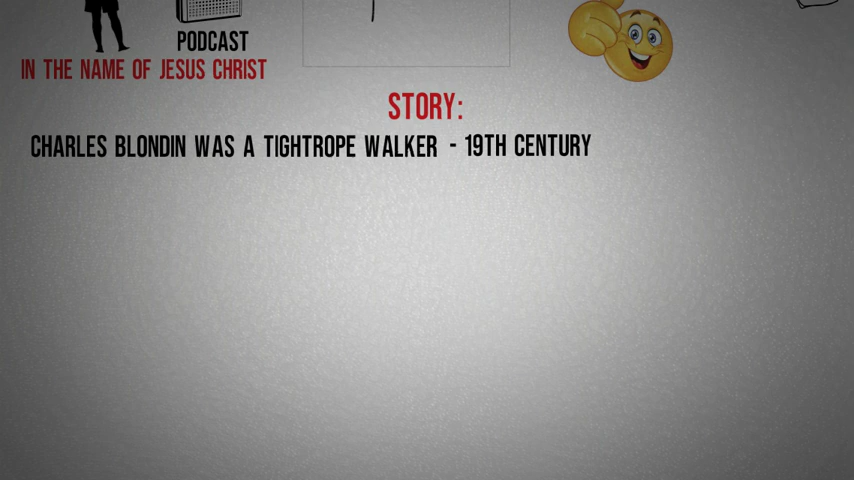 PODCAST
IN THE NAME OF JESUS CHRIST
STORY:
CHARLES BLONDIN WAS A TIGHTROPE WALKER - 19TH CENTURY